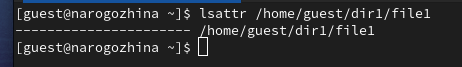 [guest@narogozhina ~]$ lsattr /home/guest/dir1/file1
---------------------- /home/guest/dir1/file1
[guest@narogozhina ~]$